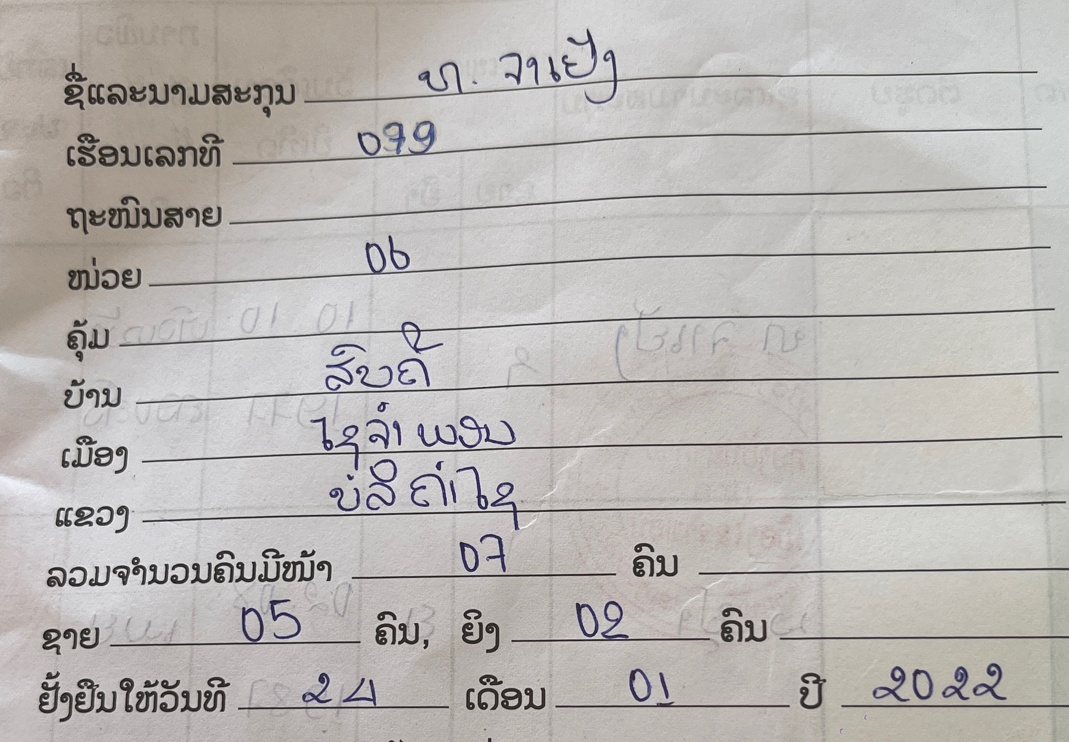 ຊື່ແລະນາມສະກຸນ ທ. ຈາເປັງ
ເຮືອນເລກທີ 079
ຖະໜົນສາຍ
ໜ່ວຍ 06
ຄຸ້ມ
ບ້ານ ສົບຄ້
ເມືອງ ໄຊຈຳພອນ
ແຂວງ ບໍລິຄຳໄຊ
ລວມຈຳນວນຄົນມີໜ້າ 07 ຄົນ
ຊາຍ 05 ຄົນ, ຍິງ 02 ຄົນ
ຢັ້ງຢືນໃຫ້ວັນທີ 24 ເດືອນ 01 ປີ 2022